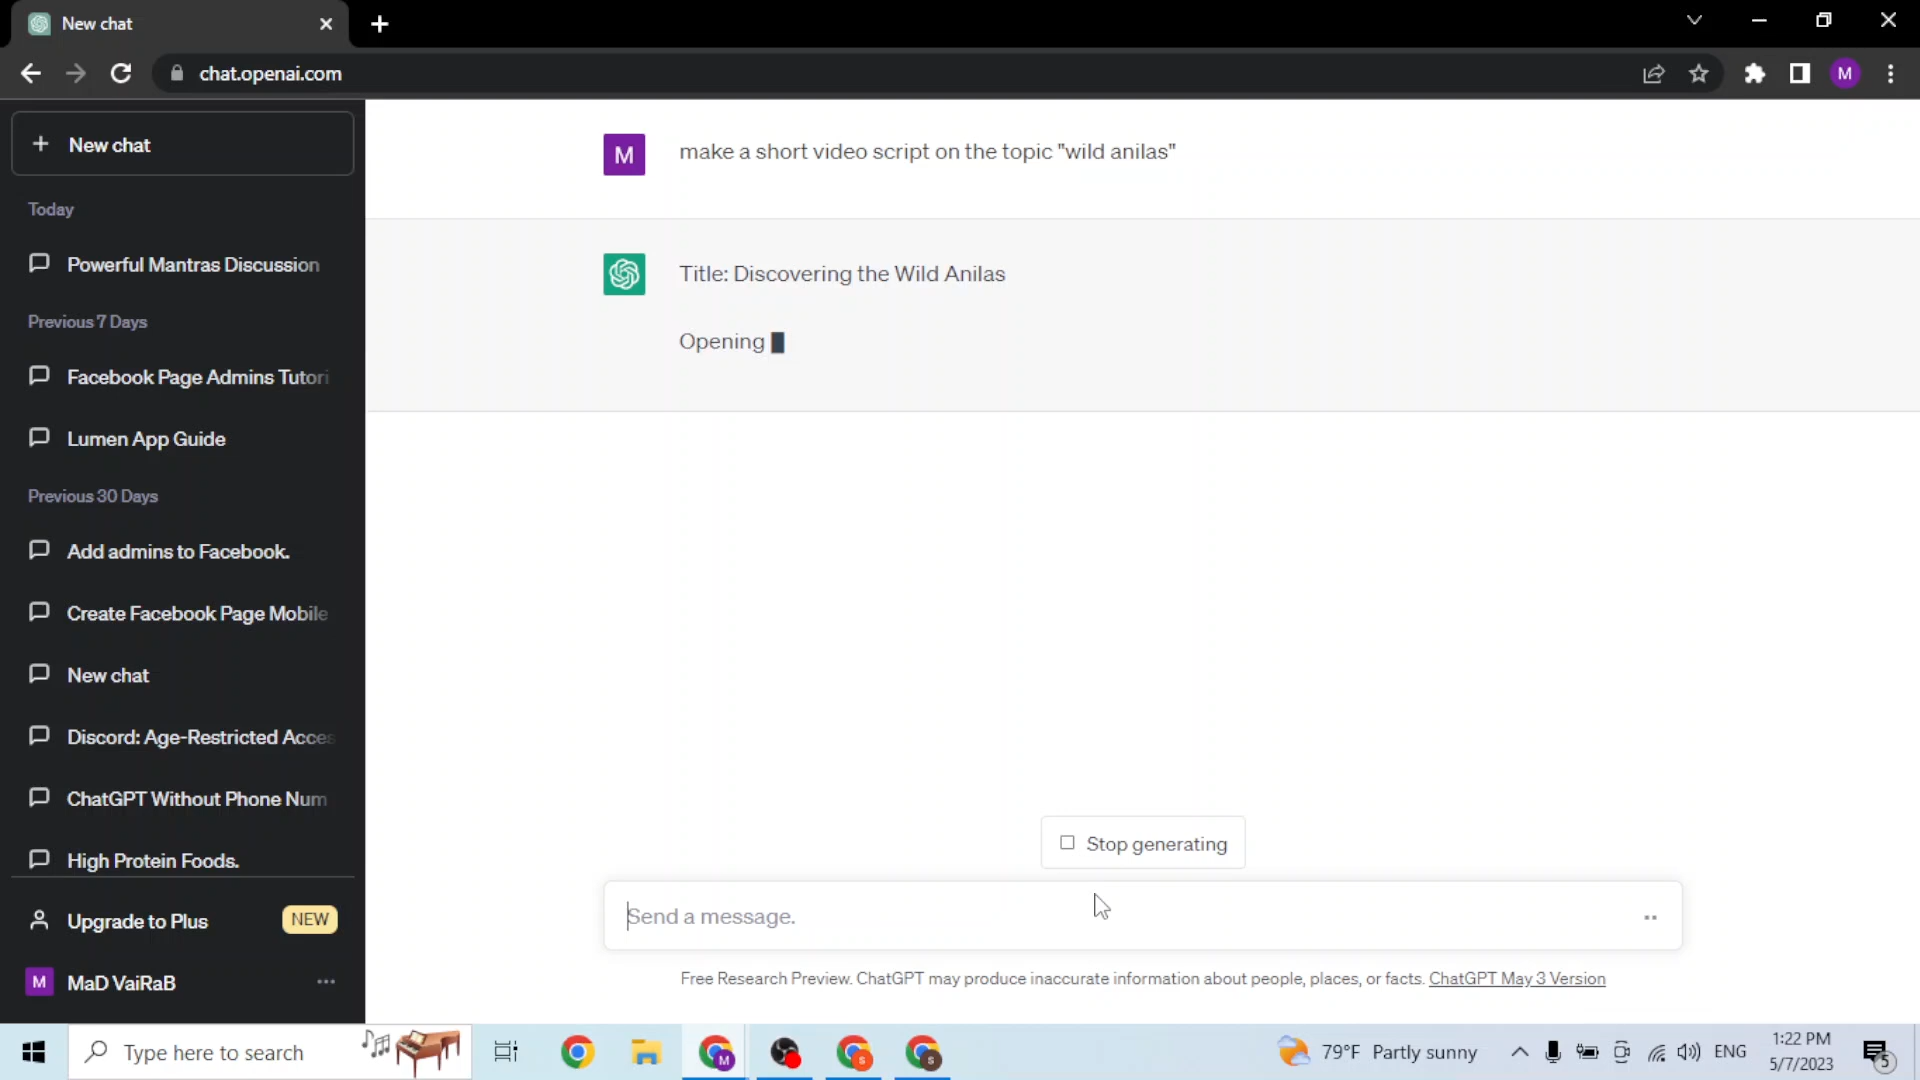 New chat
chat.openai.com
M
New chat
Today
Powerful Mantras Discussion
Previous 7 Days
Facebook Page Admins Tutori
Lumen App Guide
Previous 30 Days
Add admins to Facebook.
Create Facebook Page Mobile
New chat
Discord: Age-Restricted Acces
ChatGPT Without Phone Num
High Protein Foods.
Upgrade to Plus NEW
M MaD VaiRaB
M make a short video script on the topic "wild anilas"
Title: Discovering the Wild Anilas
Opening
Stop generating
Send a message.
Free Research Preview. ChatGPT may produce inaccurate information about people, places, or facts. ChatGPT May 3 Version
Type here to search
M
S
S
79°F Partly sunny
ENG
1:22 PM
5/7/2023
5